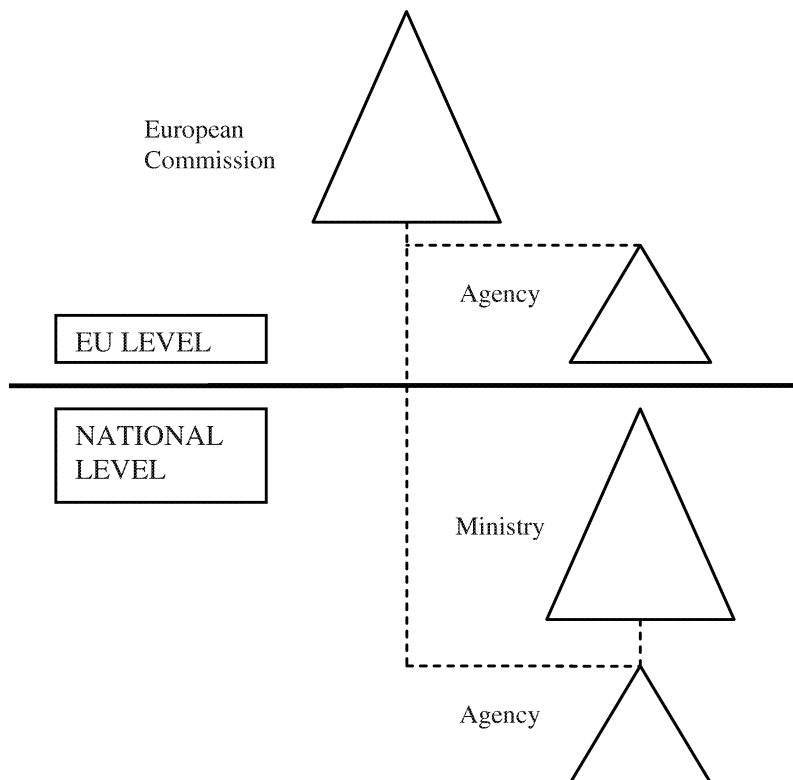 European
Commission
Agency
EU LEVEL
NATIONAL
LEVEL
Ministry
Agency